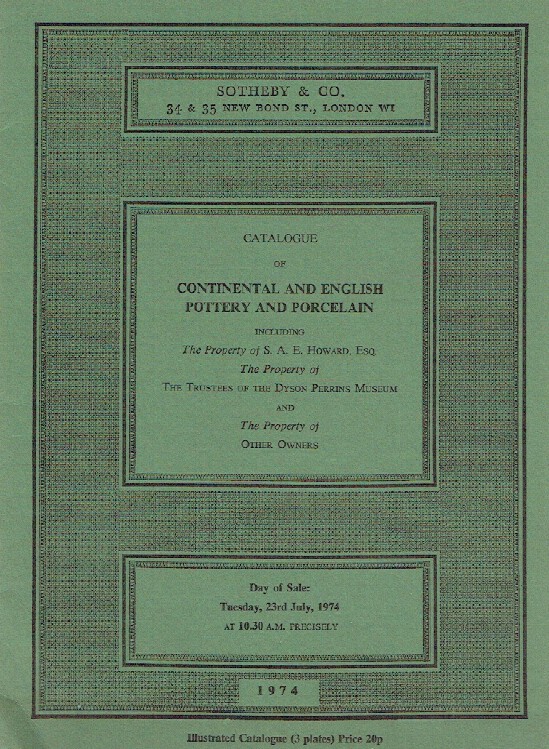 SOTHEBY & CO.
34 & 35 NEW BOND ST., LONDON W1
CATALOGUE
OF
CONTINENTAL AND ENGLISH
POTTERY AND PORCELAIN
INCLUDING
The Property of S. A. E. HOWARD, ESQ
The Property of
THE TRUSTEES OF THE DYSON PERRINS MUSEUM
AND
The Property of
OTHER OWNERS
Day of Sale:
Tuesday, 23rd July, 1974
AT 10.30 A.M. PRECISELY
1974
Illustrated Catalogue (3 plates) Price 20p